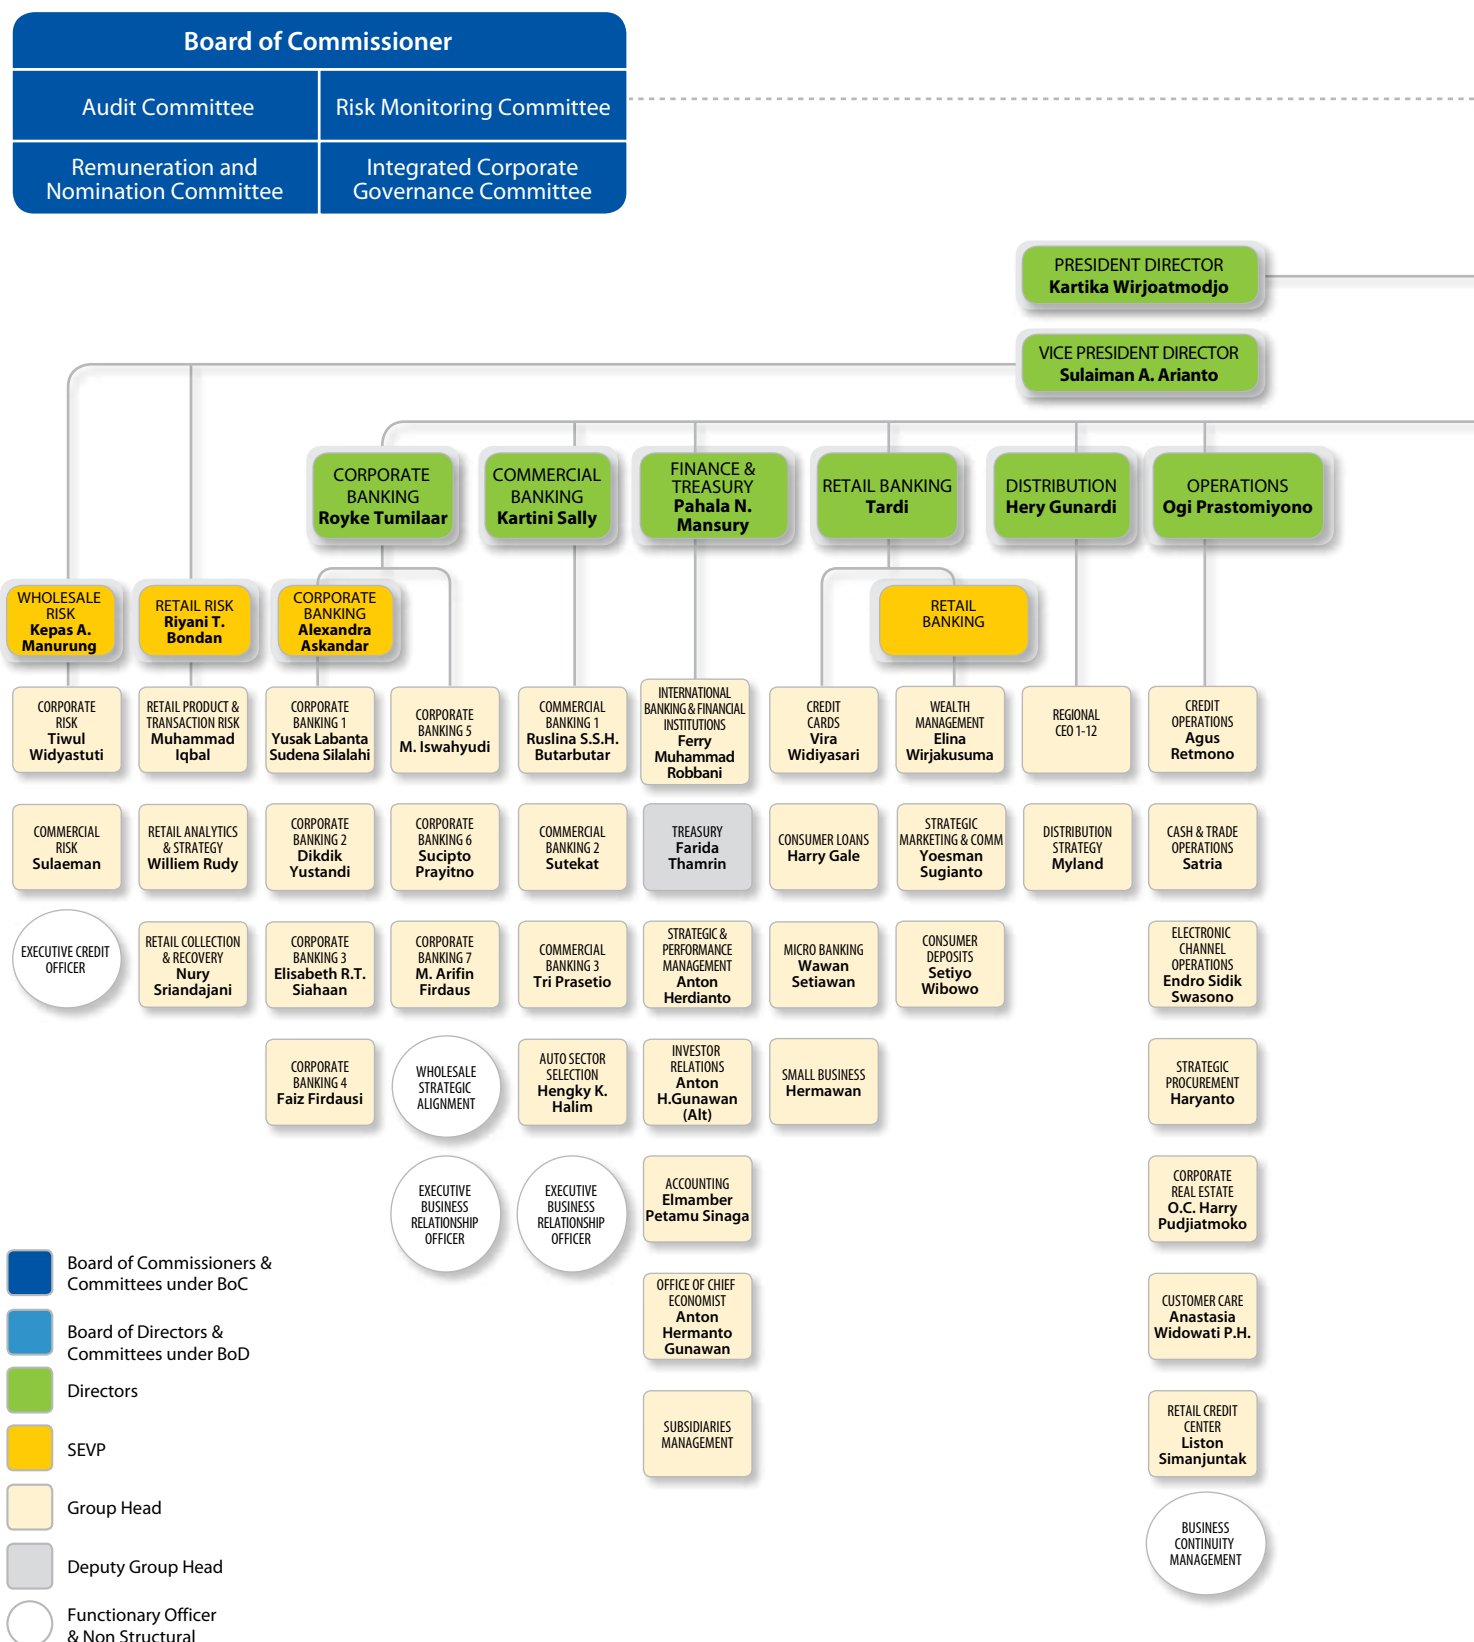 Board of Commissioner
Audit Committee
Risk Monitoring Committee
Remuneration and
Nomination Committee
Integrated Corporate
Governance Committee
PRESIDENT DIRECTOR
Kartika Wirjoatmodjo
VICE PRESIDENT DIRECTOR
Sulaiman A. Arianto
CORPORATE
BANKING
Royke Tumilaar
COMMERCIAL
BANKING
Kartini Sally
FINANCE &
TREASURY
Pahala N.
Mansury
RETAIL BANKING
Tardi
DISTRIBUTION
Hery Gunardi
OPERATIONS
Ogi Prastomiyono
WHOLESALE
RISK
Kepas A.
Manurung
RETAIL RISK
Riyani T.
Bondan
CORPORATE
BANKING
Alexandra
Askandar
RETAIL
BANKING
CORPORATE
RISK
Tiwul
Widyastuti
RETAIL PRODUCT &
TRANSACTION RISK
Muhammad
Iqbal
CORPORATE
BANKING 1
Yusak Labanta
Sudena Silalahi
CORPORATE
BANKING 5
M. Iswahyudi
COMMERCIAL
BANKING 1
Ruslina S.S.H.
Butarbutar
INTERNATIONAL
BANKING & FINANCIAL
INSTITUTIONS
Ferry
Muhammad
Robbani
CREDIT
CARDS
Vira
Widiyasari
WEALTH
MANAGEMENT
Elina
Wirjakusuma
REGIONAL
CEO 1-12
CREDIT
OPERATIONS
Agus
Retmono
COMMERCIAL
RISK
Sulaeman
RETAIL ANALYTICS
& STRATEGY
Williem Rudy
CORPORATE
BANKING 2
Dikdik
Yustandi
CORPORATE
BANKING 6
Sucipto
Prayitno
COMMERCIAL
BANKING 2
Sutekat
TREASURY
Farida
Thamrin
CONSUMER LOANS
Harry Gale
STRATEGIC
MARKETING & COMM
Yoesman
Sugianto
DISTRIBUTION
STRATEGY
Myland
CASH & TRADE
OPERATIONS
Satria
EXECUTIVE CREDIT
OFFICER
RETAIL COLLECTION
& RECOVERY
Nury
Sriandajani
CORPORATE
BANKING 3
Elisabeth R.T.
Siahaan
CORPORATE
BANKING 7
M. Arifin
Firdaus
COMMERCIAL
BANKING 3
Tri Prasetio
STRATEGIC &
PERFORMANCE
MANAGEMENT
Anton
Herdianto
MICRO BANKING
Wawan
Setiawan
CONSUMER
DEPOSITS
Setiyo
Wibowo
ELECTRONIC
CHANNEL
OPERATIONS
Endro Sidik
Swasono
CORPORATE
BANKING 4
Faiz Firdausi
WHOLESALE
STRATEGIC
ALIGNMENT
AUTO SECTOR
SELECTION
Hengky K.
Halim
INVESTOR
RELATIONS
Anton
H.Gunawan
(Alt)
SMALL BUSINESS
Hermawan
STRATEGIC
PROCUREMENT
Haryanto
EXECUTIVE
BUSINESS
RELATIONSHIP
OFFICER
EXECUTIVE
BUSINESS
RELATIONSHIP
OFFICER
ACCOUNTING
Elmamber
Petamu Sinaga
CORPORATE
REAL ESTATE
O.C. Harry
Pudjiatmoko
OFFICE OF CHIEF
ECONOMIST
Anton
Hermanto
Gunawan
CUSTOMER CARE
Anastasia
Widowati P.H.
SUBSIDIARIES
MANAGEMENT
RETAIL CREDIT
CENTER
Liston
Simanjuntak
BUSINESS
CONTINUITY
MANAGEMENT
Board of Commissioners &
Committees under BoC
Board of Directors &
Committees under BoD
Directors
SEVP
Group Head
Deputy Group Head
Functionary Officer
& Non Structural